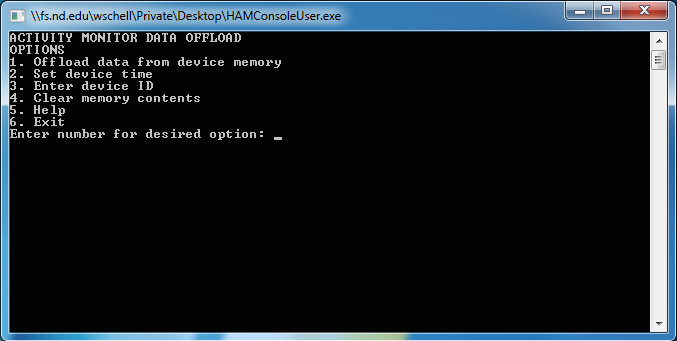 \\fs.nd.edu\wschell\Private\Desktop\HAMConsoleUser.exe
ACTIVITY MONITOR DATA OFFLOAD
OPTIONS
1. Offload data from device memory
2. Set device time
3. Enter device ID
4. Clear memory contents
5. Help
6. Exit
Enter number for desired option: _